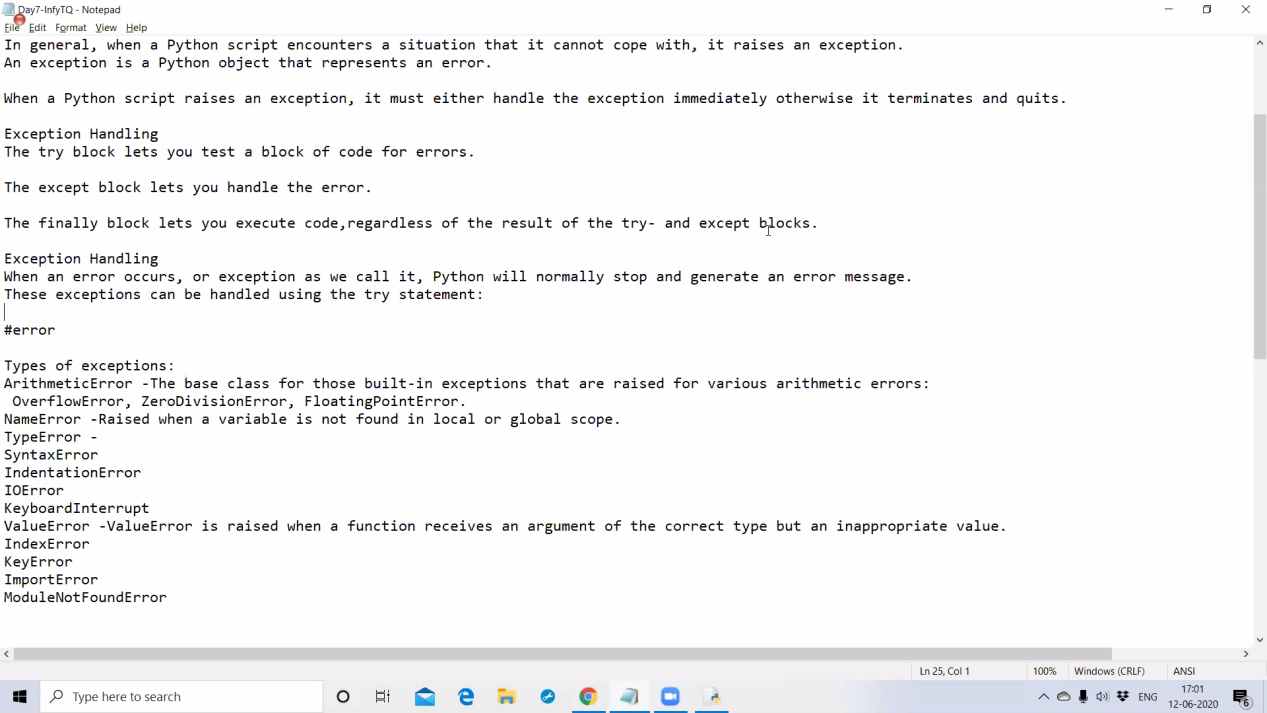 Day7-InfyTQ - Notepad
File Edit Format View Help
In general, when a Python script encounters a situation that it cannot cope with, it raises an exception.
An exception is a Python object that represents an error.
When a Python script raises an exception, it must either handle the exception immediately otherwise it terminates and quits.
Exception Handling
The try block lets you test a block of code for errors.
The except block lets you handle the error.
The finally block lets you execute code,regardless of the result of the try- and except blocks.
Exception Handling
When an error occurs, or exception as we call it, Python will normally stop and generate an error message.
These exceptions can be handled using the try statement:
#error
Types of exceptions:
ArithmeticError -The base class for those built-in exceptions that are raised for various arithmetic errors:
OverflowError, ZeroDivisionError, FloatingPointError.
NameError -Raised when a variable is not found in local or global scope.
TypeError -
SyntaxError
IndentationError
IOError
KeyboardInterrupt
ValueError -ValueError is raised when a function receives an argument of the correct type but an inappropriate value.
IndexError
KeyError
ImportError
ModuleNotFoundError
Ln 25, Col 1 100% Windows (CRLF) ANSI
Type here to search
ENG
17:01
12-06-2020
6